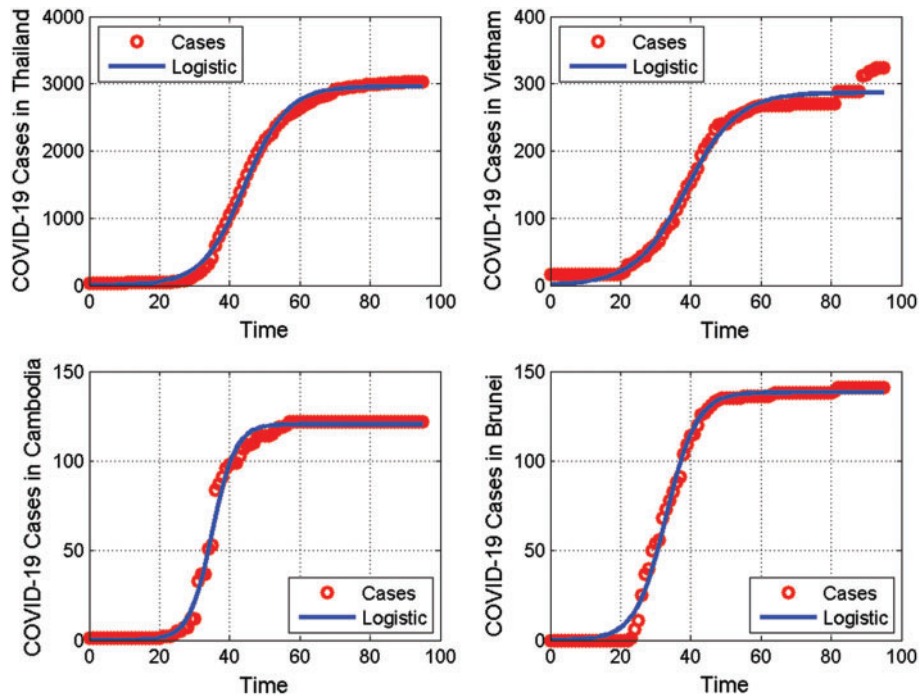 COVID-19 Cases in Thailand
4000
3000
2000
1000
0
Cases
Logistic
0 20 40 60 80 100
Time
COVID-19 Cases in Vietnam
400
300
200
100
0
Cases
Logistic
0 20 40 60 80 100
Time
COVID-19 Cases in Cambodia
150
100
50
0
Cases
Logistic
0 20 40 60 80 100
Time
COVID-19 Cases in Brunei
150
100
50
0
Cases
Logistic
0 20 40 60 80 100
Time